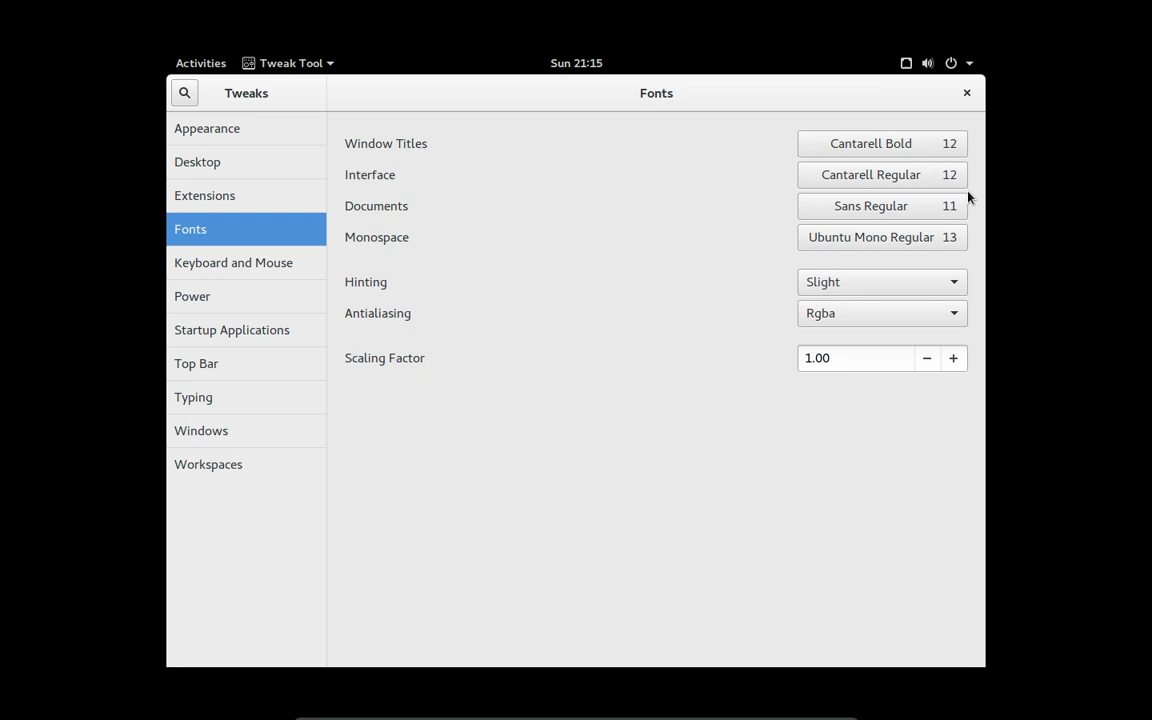 Activities Tweak Tool Sun 21:15
Tweaks Fonts
Appearance
Desktop
Extensions
Fonts
Keyboard and Mouse
Power
Startup Applications
Top Bar
Typing
Windows
Workspaces
Window Titles Cantarell Bold 12
Interface Cantarell Regular 12
Documents Sans Regular 11
Monospace Ubuntu Mono Regular 13
Hinting Slight
Antialiasing Rgba
Scaling Factor 1.00 − +